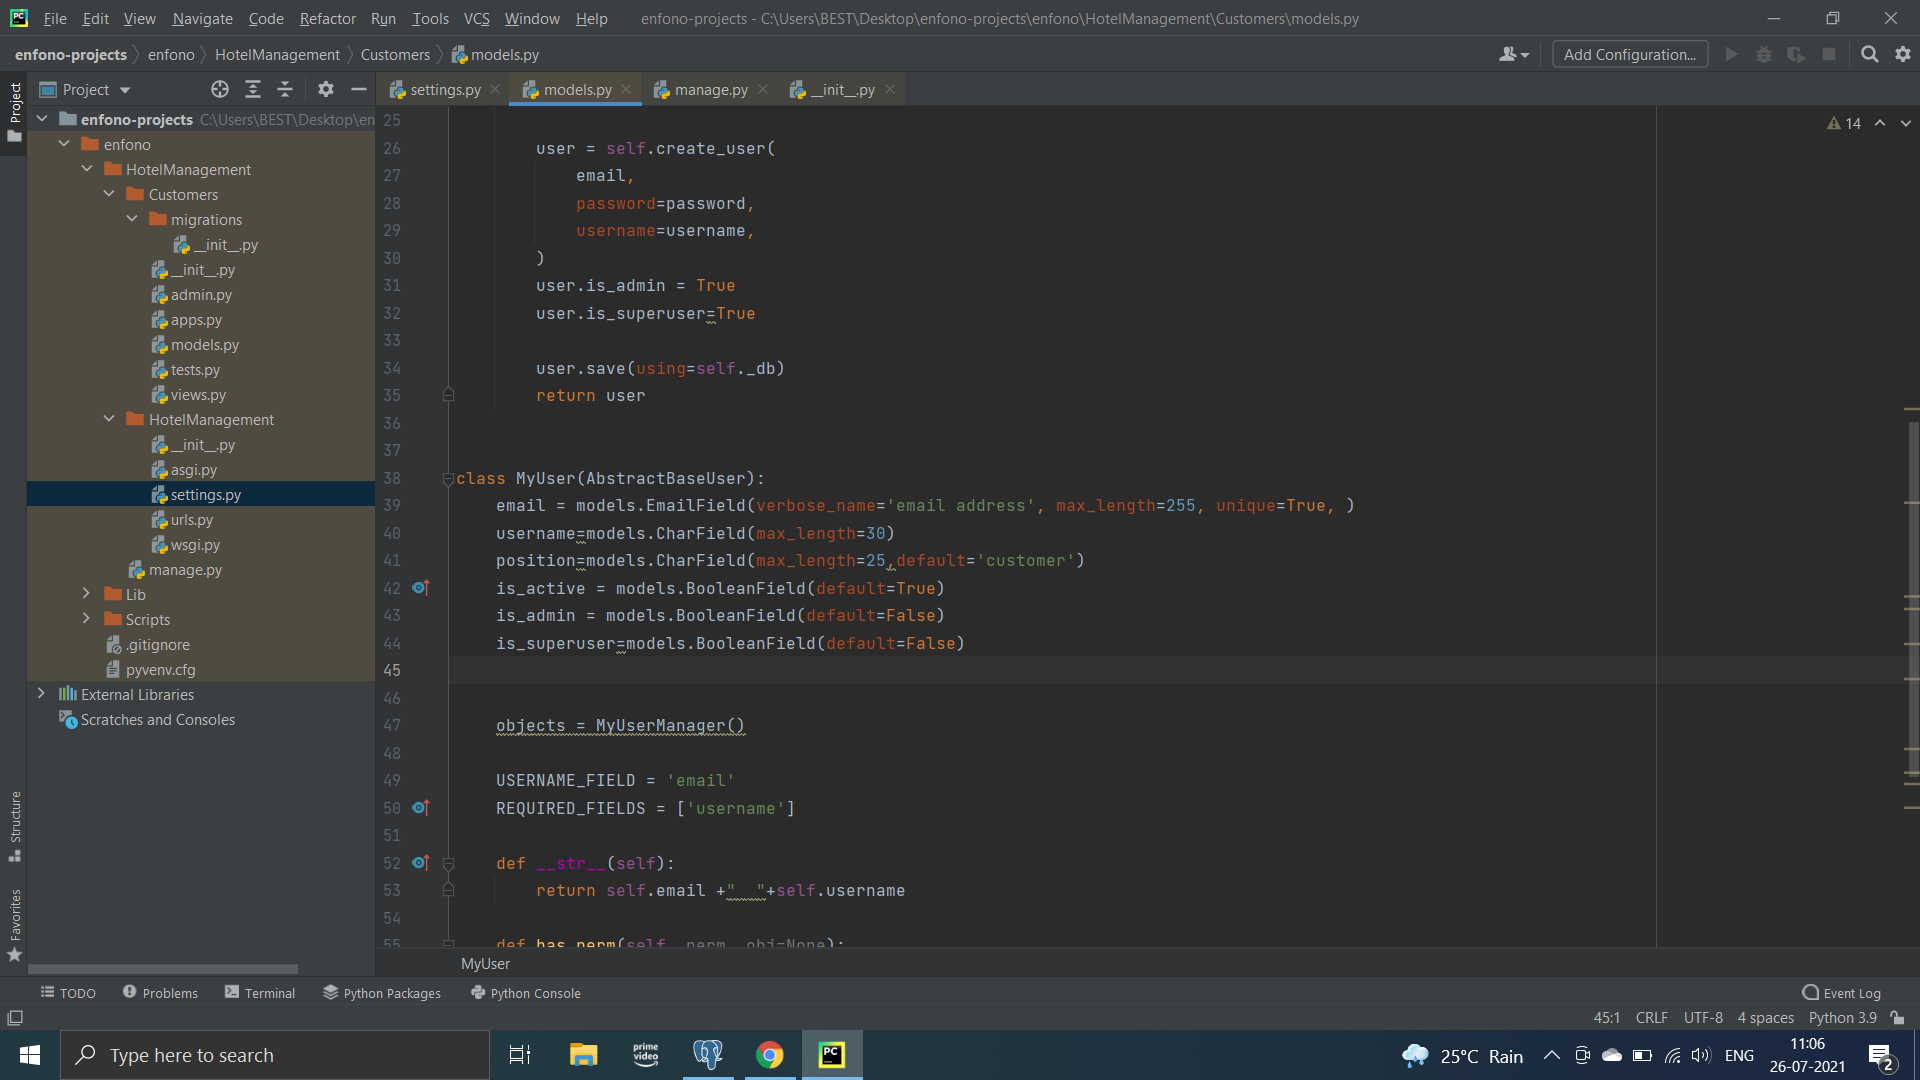 File Edit View Navigate Code Refactor Run Tools VCS Window Help enfono-projects - C:\Users\BEST\Desktop\enfono-projects\enfono\HotelManagement\Customers\models.py
enfono-projects enfono HotelManagement Customers models.py Add Configuration...
Project
settings.py models.py manage.py __init__.py
Project
enfono-projects C:\Users\BEST\Desktop\en
enfono
HotelManagement
Customers
migrations
__init__.py
__init__.py
admin.py
apps.py
models.py
tests.py
views.py
HotelManagement
__init__.py
asgi.py
settings.py
urls.py
wsgi.py
manage.py
Lib
Scripts
.gitignore
pyvenv.cfg
External Libraries
Scratches and Consoles
Structure
Favorites
14
25
26 user = self.create_user(
27 email,
28 password=password,
29 username=username,
30 )
31 user.is_admin = True
32 user.is_superuser=True
33
34 user.save(using=self._db)
35 return user
36
37
38 class MyUser(AbstractBaseUser):
39 email = models.EmailField(verbose_name='email address', max_length=255, unique=True, )
40 username=models.CharField(max_length=30)
41 position=models.CharField(max_length=25,default='customer')
42 is_active = models.BooleanField(default=True)
43 is_admin = models.BooleanField(default=False)
44 is_superuser=models.BooleanField(default=False)
45
46
47 objects = MyUserManager()
48
49 USERNAME_FIELD = 'email'
50 REQUIRED_FIELDS = ['username']
51
52 def __str__(self):
53 return self.email +"  "+self.username
54
55 def has_perm(self, perm, obj=None):
MyUser
TODO Problems Terminal Python Packages Python Console Event Log
45:1 CRLF UTF-8 4 spaces Python 3.9
Type here to search
prime video
PC
25°C Rain ENG
11:06
26-07-2021
2